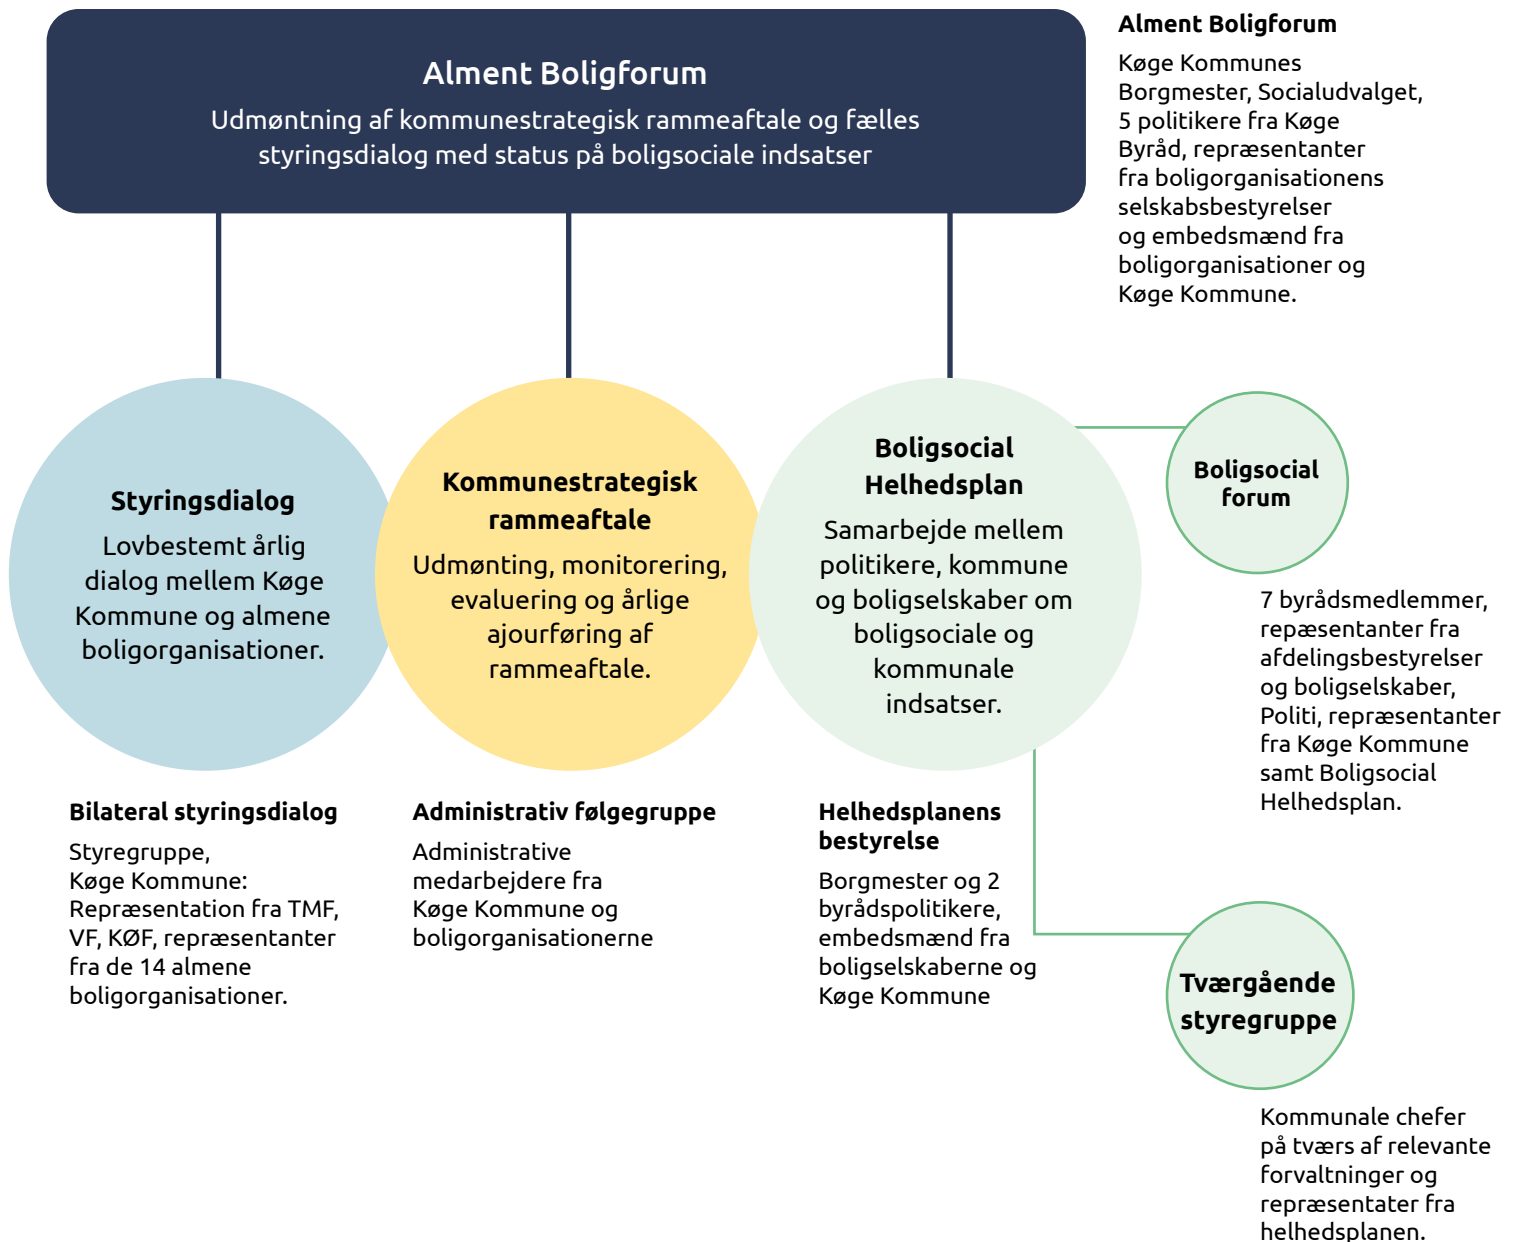 Alment Boligforum
Udmøntning af kommunestrategisk rammeaftale og fælles
styringsdialog med status på boligsociale indsatser
Alment Boligforum
Køge Kommunes
Borgmester, Socialudvalget,
5 politikere fra Køge
Byråd, repræsentanter
fra boligorganisationens
selskabsbestyrelser
og embedsmænd fra
boligorganisationer og
Køge Kommune.
Styringsdialog
Lovbestemt årlig
dialog mellem Køge
Kommune og almene
boligorganisationer.
Kommunestrategisk
rammeaftale
Udmønting, monitorering,
evaluering og årlige
ajourføring af
rammeaftale.
Boligsocial
Helhedsplan
Samarbejde mellem
politikere, kommune
og boligselskaber om
boligsociale og
kommunale
indsatser.
Boligsocial
forum
7 byrådsmedlemmer,
repæsentanter fra
afdelingsbestyrelser
og boligselskaber,
Politi, repræsentanter
fra Køge Kommune
samt Boligsocial
Helhedsplan.
Bilateral styringsdialog
Styregruppe,
Køge Kommune:
Repræsentation fra TMF,
VF, KØF, repræsentanter
fra de 14 almene
boligorganisationer.
Administrativ følgegruppe
Administrative
medarbejdere fra
Køge Kommune og
boligorganisationerne
Helhedsplanens
bestyrelse
Borgmester og 2
byrådspolitikere,
embedsmænd fra
boligselskaberne og
Køge Kommune
Tværgående
styregruppe
Kommunale chefer
på tværs af relevante
forvaltninger og
repræsentater fra
helhedsplanen.